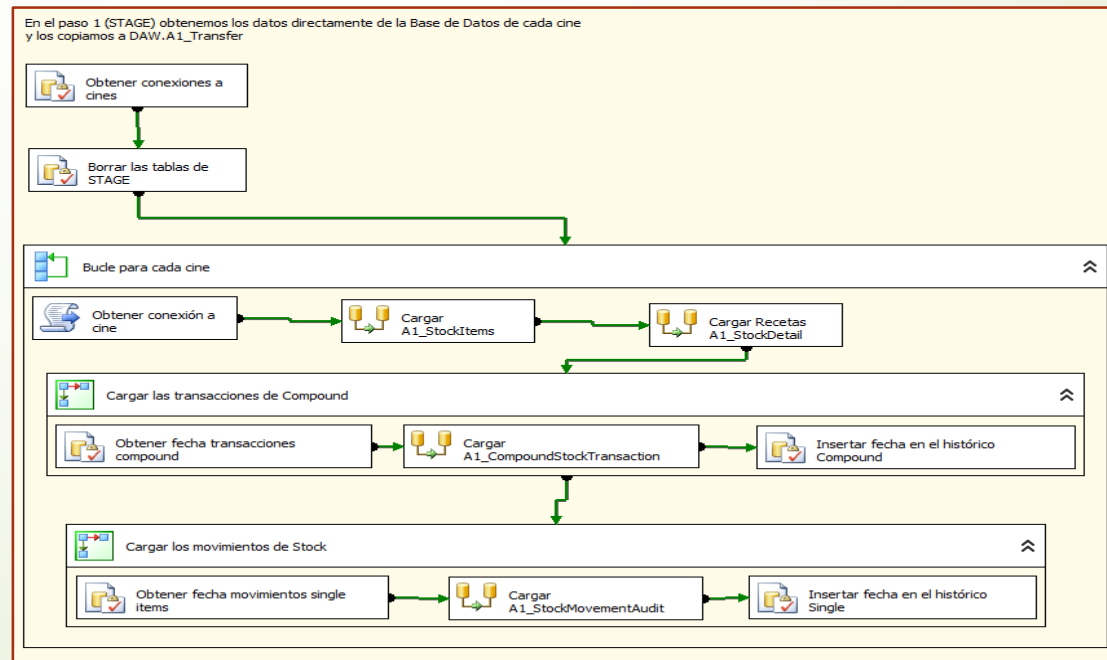 En el paso 1 (STAGE) obtenemos los datos directamente de la Base de Datos de cada cine
y los copiamos a DAW.A1_Transfer
Obtener conexiones a
cines
Borrar las tablas de
STAGE
Bucle para cada cine
Obtener conexión a
cine
Cargar
A1_StockItems
Cargar Recetas
A1_StockDetail
Cargar las transacciones de Compound
Obtener fecha transacciones
compound
Cargar
A1_CompoundStockTransaction
Insertar fecha en el histórico
Compound
Cargar los movimientos de Stock
Obtener fecha movimientos single
items
Cargar
A1_StockMovementAudit
Insertar fecha en el histórico
Single